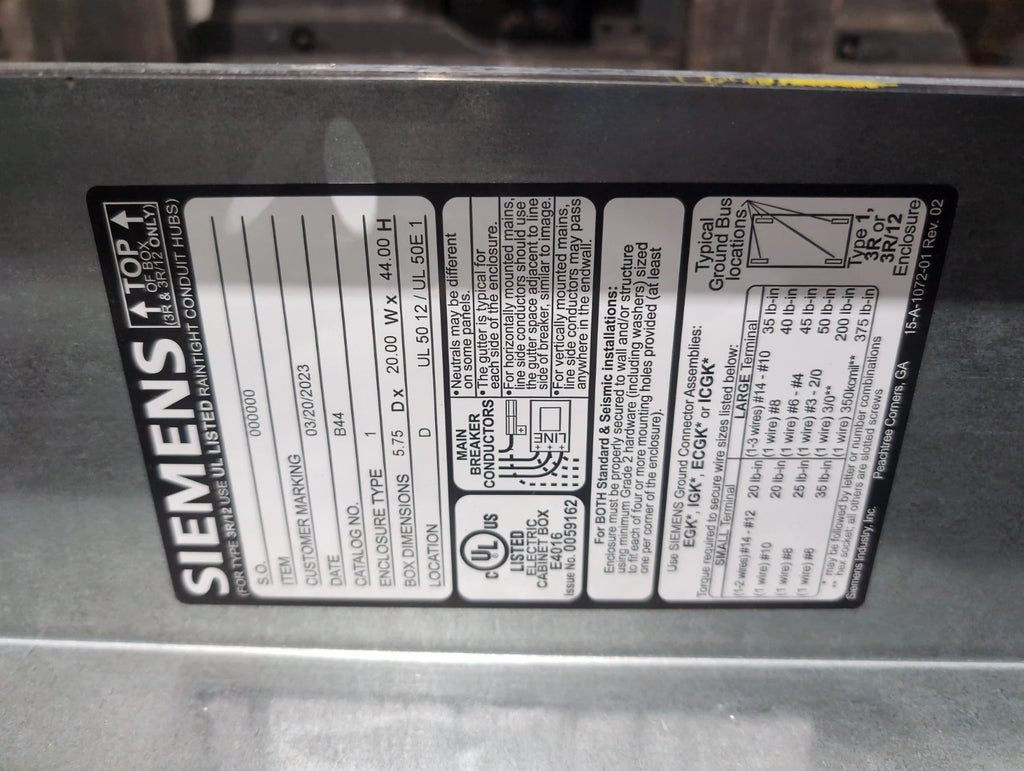 SIEMENS
TOP
OF BOX
(3R & 3R/12 ONLY)
(FOR TYPE 3R/12 USE UL LISTED RAINTIGHT CONDUIT HUBS)
S.O. 000000
ITEM
CUSTOMER MARKING
DATE 03/20/2023
CATALOG NO. B44
ENCLOSURE TYPE 1
BOX DIMENSIONS 5.75 D x 20.00 W x 44.00 H
LOCATION D UL 50 12 / UL 50E 1
C UL US
LISTED
ELECTRIC
CABINET BOX
E4016
Issue No. 0059162
MAIN
BREAKER
CONDUCTORS
LINE
• Neutrals may be different
on some panels.
• The gutter is typical for
each side of the enclosure.
• For horizontally mounted mains,
line side conductors should use
the gutter space adjacent to line
side of breaker, similar to image.
• For vertically mounted mains,
line side conductors may pass
anywhere in the endwall.
For BOTH Standard & Seismic installations:
Enclosure must be properly secured to wall and/or structure
using minimum Grade 2 hardware (including washers) sized
to fit each of four or more mounting holes provided (at least
one per corner of the enclosure).
Use SIEMENS Ground Connector Assemblies:
EGK*, IGK*, ECGK* or ICGK*
Torque required to secure wire sizes listed below:
SMALL Terminal LARGE Terminal
(1-2 wires) #14 - #12 20 lb-in (1-3 wires) #14 - #10 35 lb-in
(1 wire) #10 20 lb-in (1 wire) #8 40 lb-in
(1 wire) #8 25 lb-in (1 wire) #6 - #4 45 lb-in
(1 wire) #6 35 lb-in (1 wire) #3 - 2/0 50 lb-in
(1 wire) 3/0** 200 lb-in
(1 wire) 350kcmil** 375 lb-in
* may be followed by letter or number combinations
** hex socket; all others are slotted screws
Typical
Ground Bus
locations
Type 1,
3R or
3R/12
Enclosure
Siemens Industry, Inc. Peachtree Corners, GA 15-A-1072-01 Rev. 02